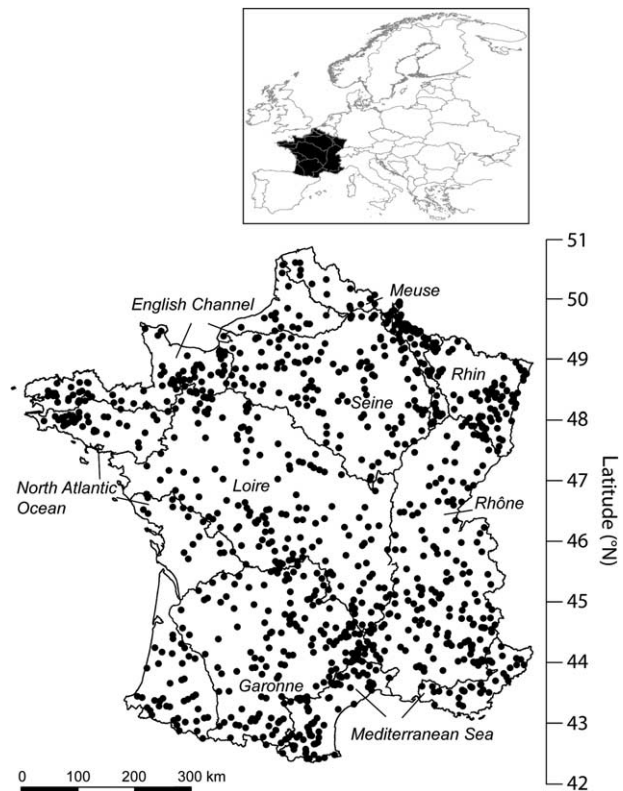 51
50
49
48
47
46
45
44
43
42
Latitude (°N)
English Channel
Meuse
Rhin
Seine
Loire
North Atlantic
Ocean
Rhône
Garonne
Mediterranean Sea
0 100 200 300 km